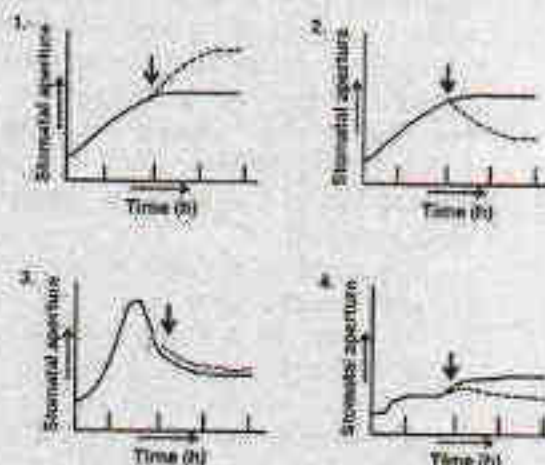 1.
Stomatal aperture
Time (h)
2.
Stomatal aperture
Time (h)
3.
Stomatal aperture
Time (h)
4.
Stomatal aperture
Time (h)